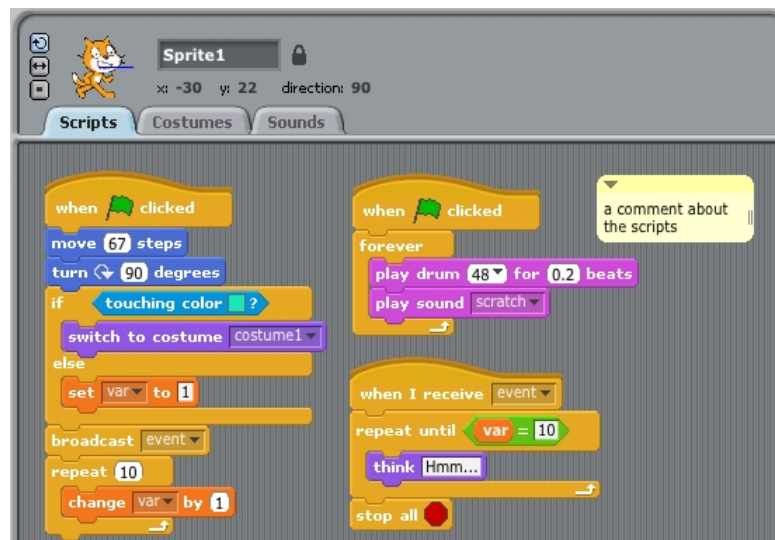 Sprite1
x: -30 y: 22 direction: 90
Scripts Costumes Sounds
when clicked
move 67 steps
turn 90 degrees
if touching color ?
switch to costume costume1
else
set var to 1
broadcast event
repeat 10
change var by 1
when clicked
forever
play drum 48 for 0.2 beats
play sound scratch
when I receive event
repeat until var = 10
think Hmm...
stop all
a comment about
the scripts